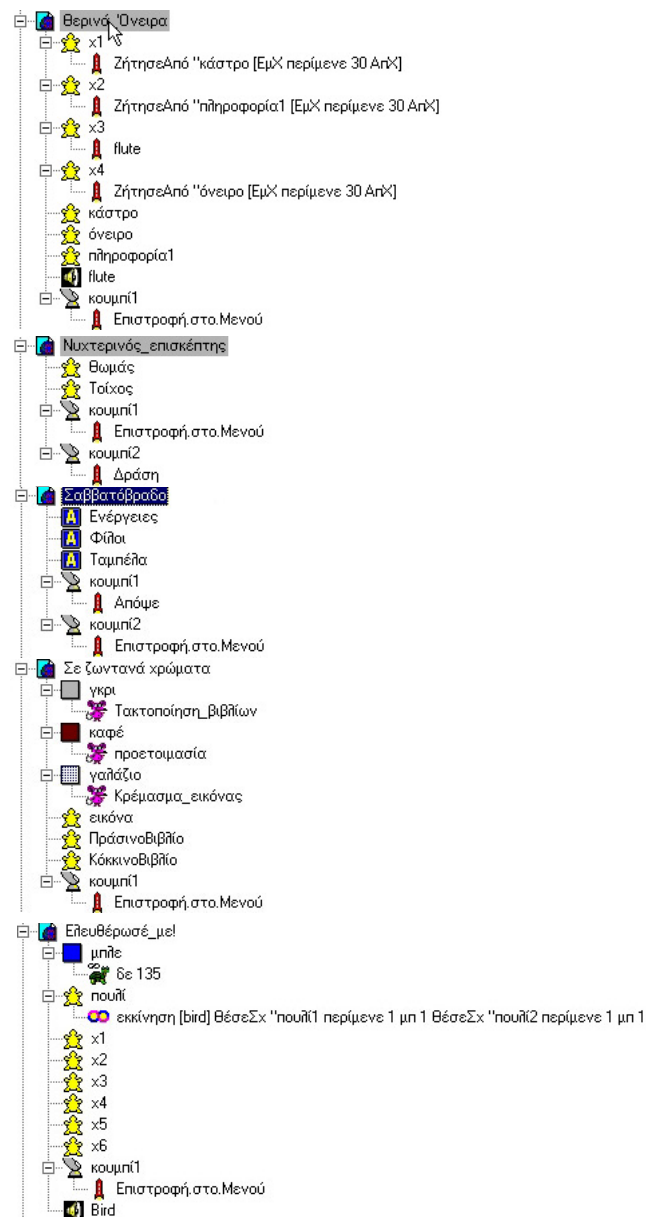 Θερινά_Όνειρα
x1
ΖήτησεΑπό "κάστρο [ΕμΧ περίμενε 30 ΑπΧ]
x2
ΖήτησεΑπό "πληροφορία1 [ΕμΧ περίμενε 30 ΑπΧ]
x3
flute
x4
ΖήτησεΑπό "όνειρο [ΕμΧ περίμενε 30 ΑπΧ]
κάστρο
όνειρο
πληροφορία1
flute
κουμπί1
Επιστροφή.στο.Μενού
Νυχτερινός_επισκέπτης
Θωμάς
Τοίχος
κουμπί1
Επιστροφή.στο.Μενού
κουμπί2
Δράση
Σαββατόβραδο
Ενέργειες
Φίλοι
Ταμπέλα
κουμπί1
Απόψε
κουμπί2
Επιστροφή.στο.Μενού
Σε ζωντανά χρώματα
γκρι
Τακτοποίηση_βιβλίων
καφέ
προετοιμασία
γαλάζιο
Κρέμασμα_εικόνας
εικόνα
ΠράσινοΒιβλίο
ΚόκκινοΒιβλίο
κουμπί1
Επιστροφή.στο.Μενού
Ελευθέρωσέ_με!
μπλε
δε 135
πουλί
εκκίνηση [bird] θέσεΣχ "πουλί1 περίμενε 1 μπ 1 θέσεΣχ "πουλί2 περίμενε 1 μπ 1
x1
x2
x3
x4
x5
x6
κουμπί1
Επιστροφή.στο.Μενού
Bird